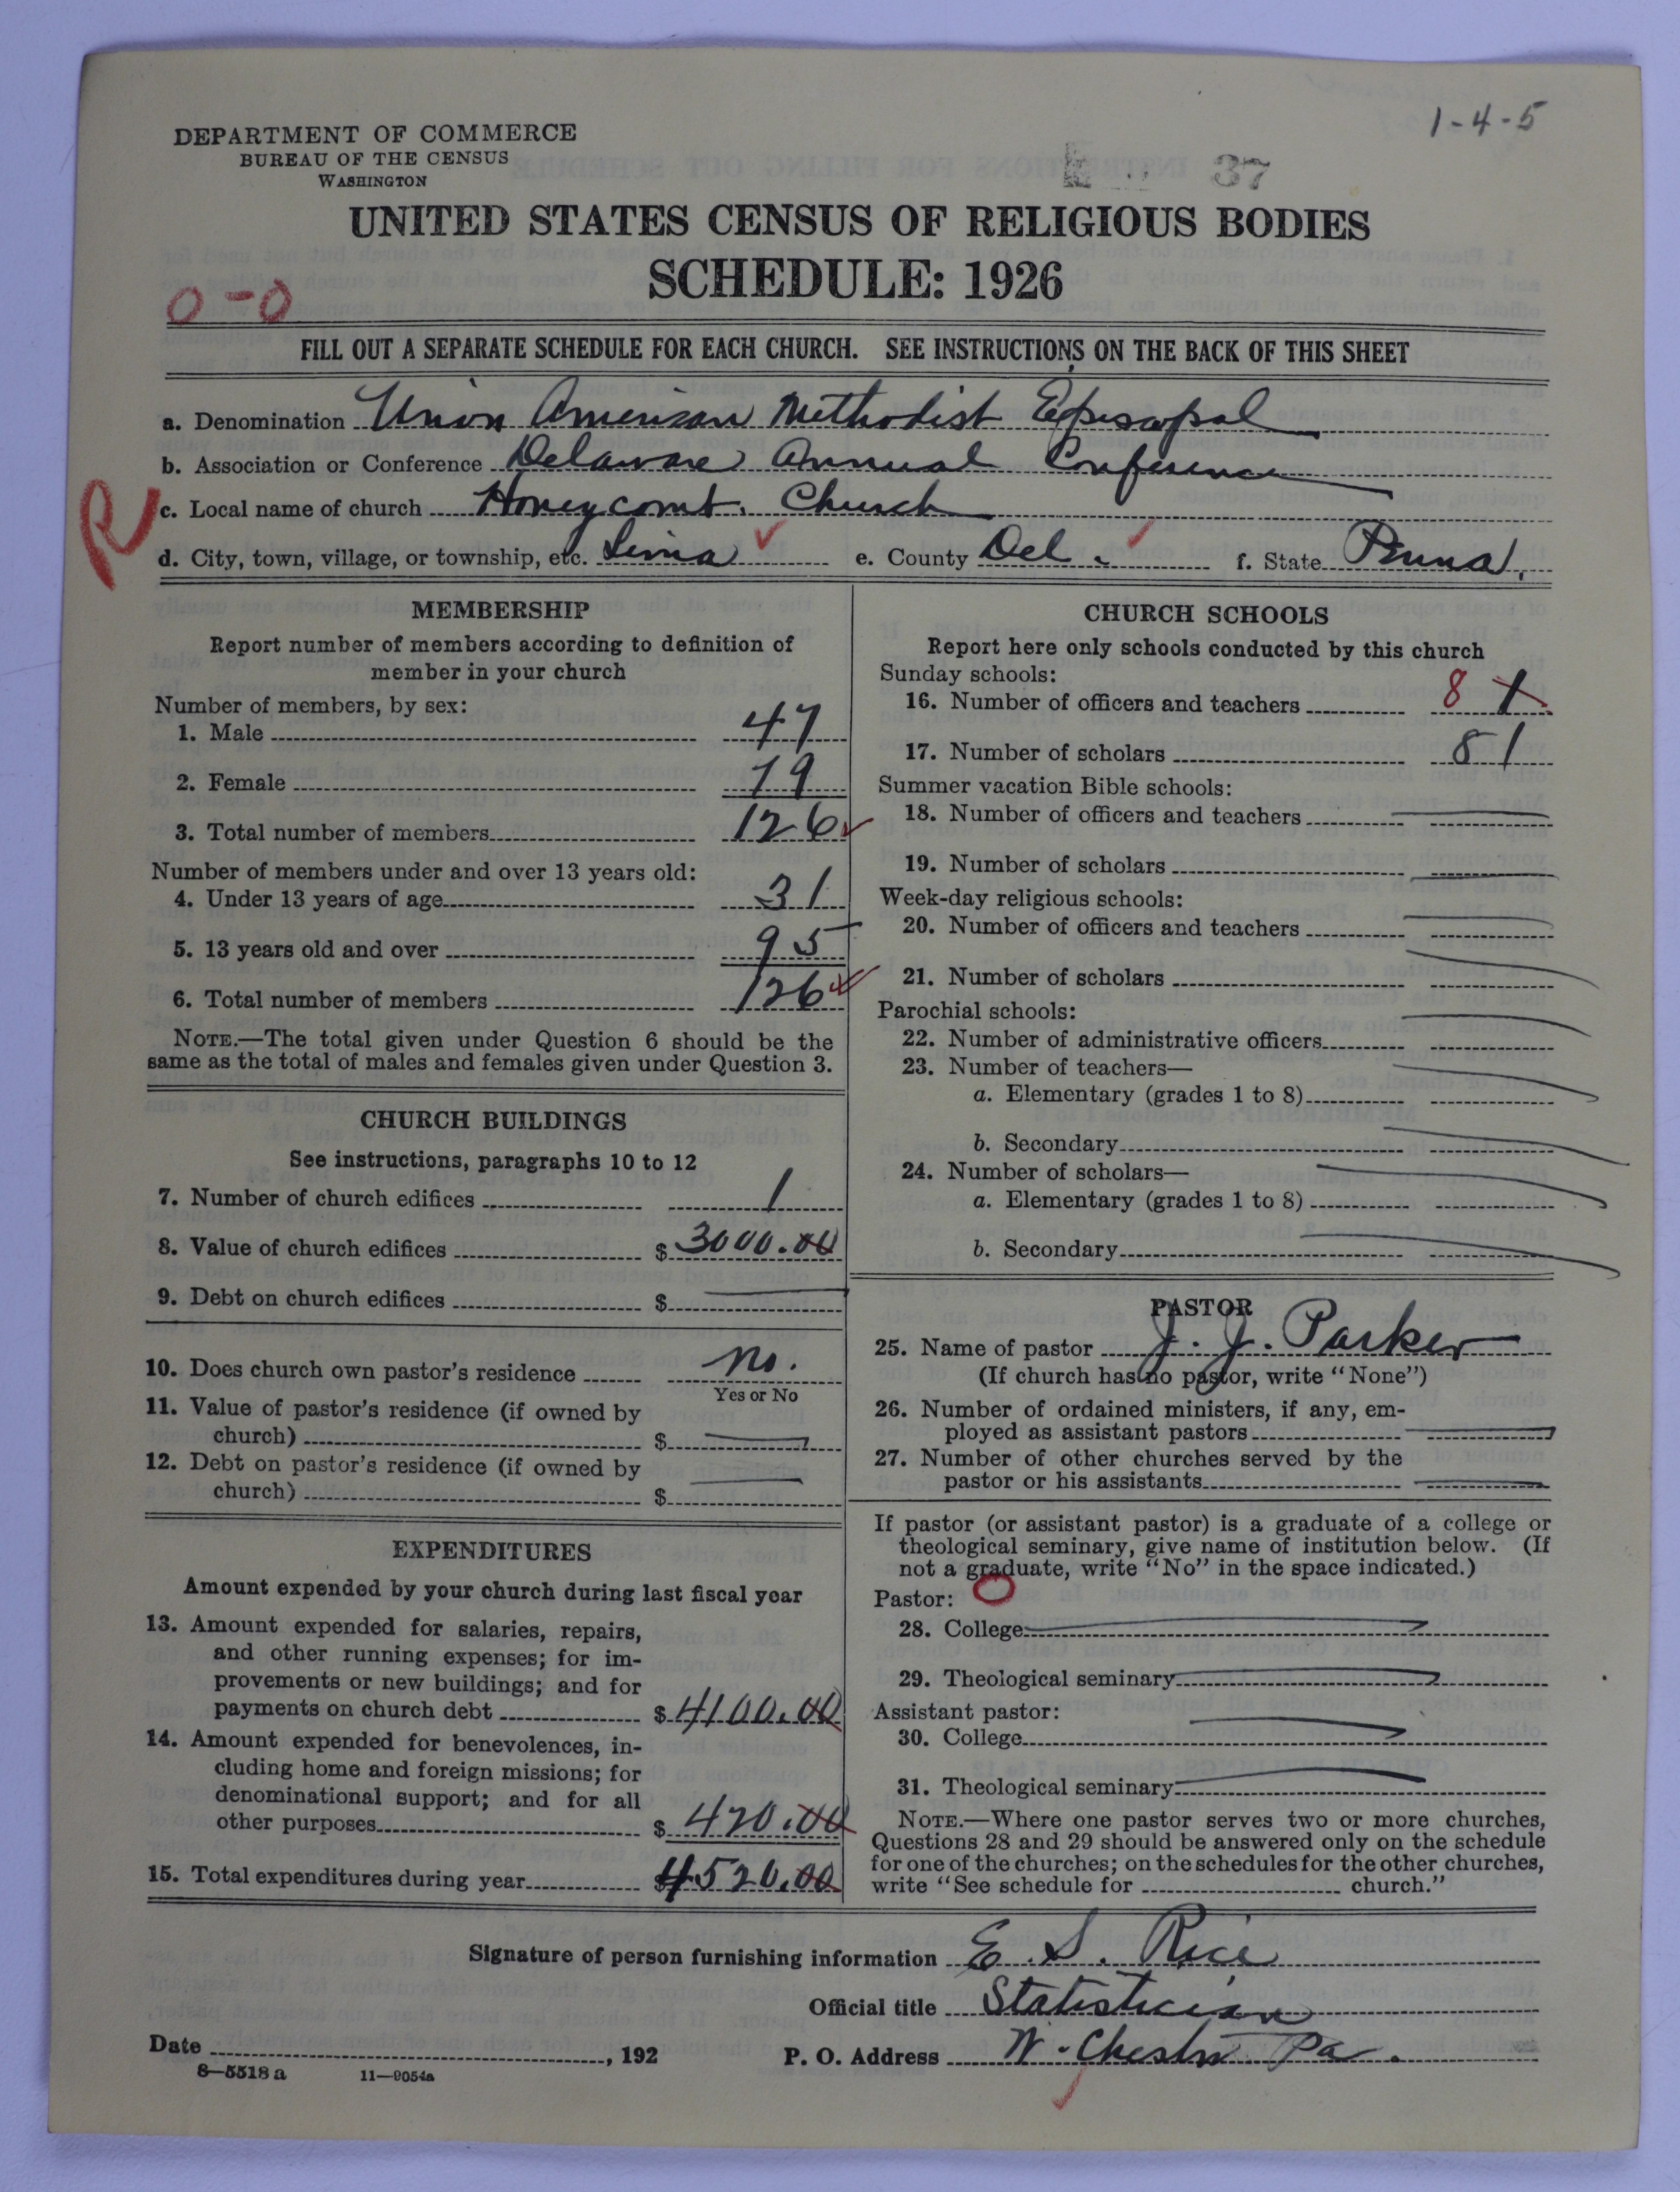 1-4-5
DEPARTMENT OF COMMERCE
BUREAU OF THE CENSUS
WASHINGTON
37
UNITED STATES CENSUS OF RELIGIOUS BODIES
SCHEDULE: 1926
0-0
FILL OUT A SEPARATE SCHEDULE FOR EACH CHURCH. SEE INSTRUCTIONS ON THE BACK OF THIS SHEET
a. Denomination Union American Methodist Episcopal
b. Association or Conference Delaware Annual Conference
R
c. Local name of church Honeycomb Church
d. City, town, village, or township, etc. Lima e. County Del. f. State Penna.
MEMBERSHIP
Report number of members according to definition of
member in your church
Number of members, by sex:
1. Male 47
2. Female 79
3. Total number of members 126
Number of members under and over 13 years old:
4. Under 13 years of age 31
5. 13 years old and over 95
6. Total number of members 126
NOTE.—The total given under Question 6 should be the
same as the total of males and females given under Question 3.
CHURCH BUILDINGS
See instructions, paragraphs 10 to 12
7. Number of church edifices 1
8. Value of church edifices $ 3000.00
9. Debt on church edifices $
10. Does church own pastor's residence no.
Yes or No
11. Value of pastor's residence (if owned by
church) $
12. Debt on pastor's residence (if owned by
church) $
EXPENDITURES
Amount expended by your church during last fiscal year
13. Amount expended for salaries, repairs,
and other running expenses; for im-
provements or new buildings; and for
payments on church debt $ 4100.00
14. Amount expended for benevolences, in-
cluding home and foreign missions; for
denominational support; and for all
other purposes $ 420.00
15. Total expenditures during year $ 4520.00
CHURCH SCHOOLS
Report here only schools conducted by this church
Sunday schools:
16. Number of officers and teachers 8 1
17. Number of scholars 81
Summer vacation Bible schools:
18. Number of officers and teachers
19. Number of scholars
Week-day religious schools:
20. Number of officers and teachers
21. Number of scholars
Parochial schools:
22. Number of administrative officers
23. Number of teachers—
a. Elementary (grades 1 to 8)
b. Secondary
24. Number of scholars—
a. Elementary (grades 1 to 8)
b. Secondary
PASTOR
25. Name of pastor J. J. Parker
(If church has no pastor, write "None")
26. Number of ordained ministers, if any, em-
ployed as assistant pastors
27. Number of other churches served by the
pastor or his assistants
If pastor (or assistant pastor) is a graduate of a college or
theological seminary, give name of institution below. (If
not a graduate, write "No" in the space indicated.)
Pastor: 0
28. College
29. Theological seminary
Assistant pastor:
30. College
31. Theological seminary
NOTE.—Where one pastor serves two or more churches,
Questions 28 and 29 should be answered only on the schedule
for one of the churches; on the schedules for the other churches,
write "See schedule for church."
Signature of person furnishing information E. S. Rice
Official title Statistician
Date , 192 P. O. Address W. Chester Pa.
8—5518 a 11—9054a